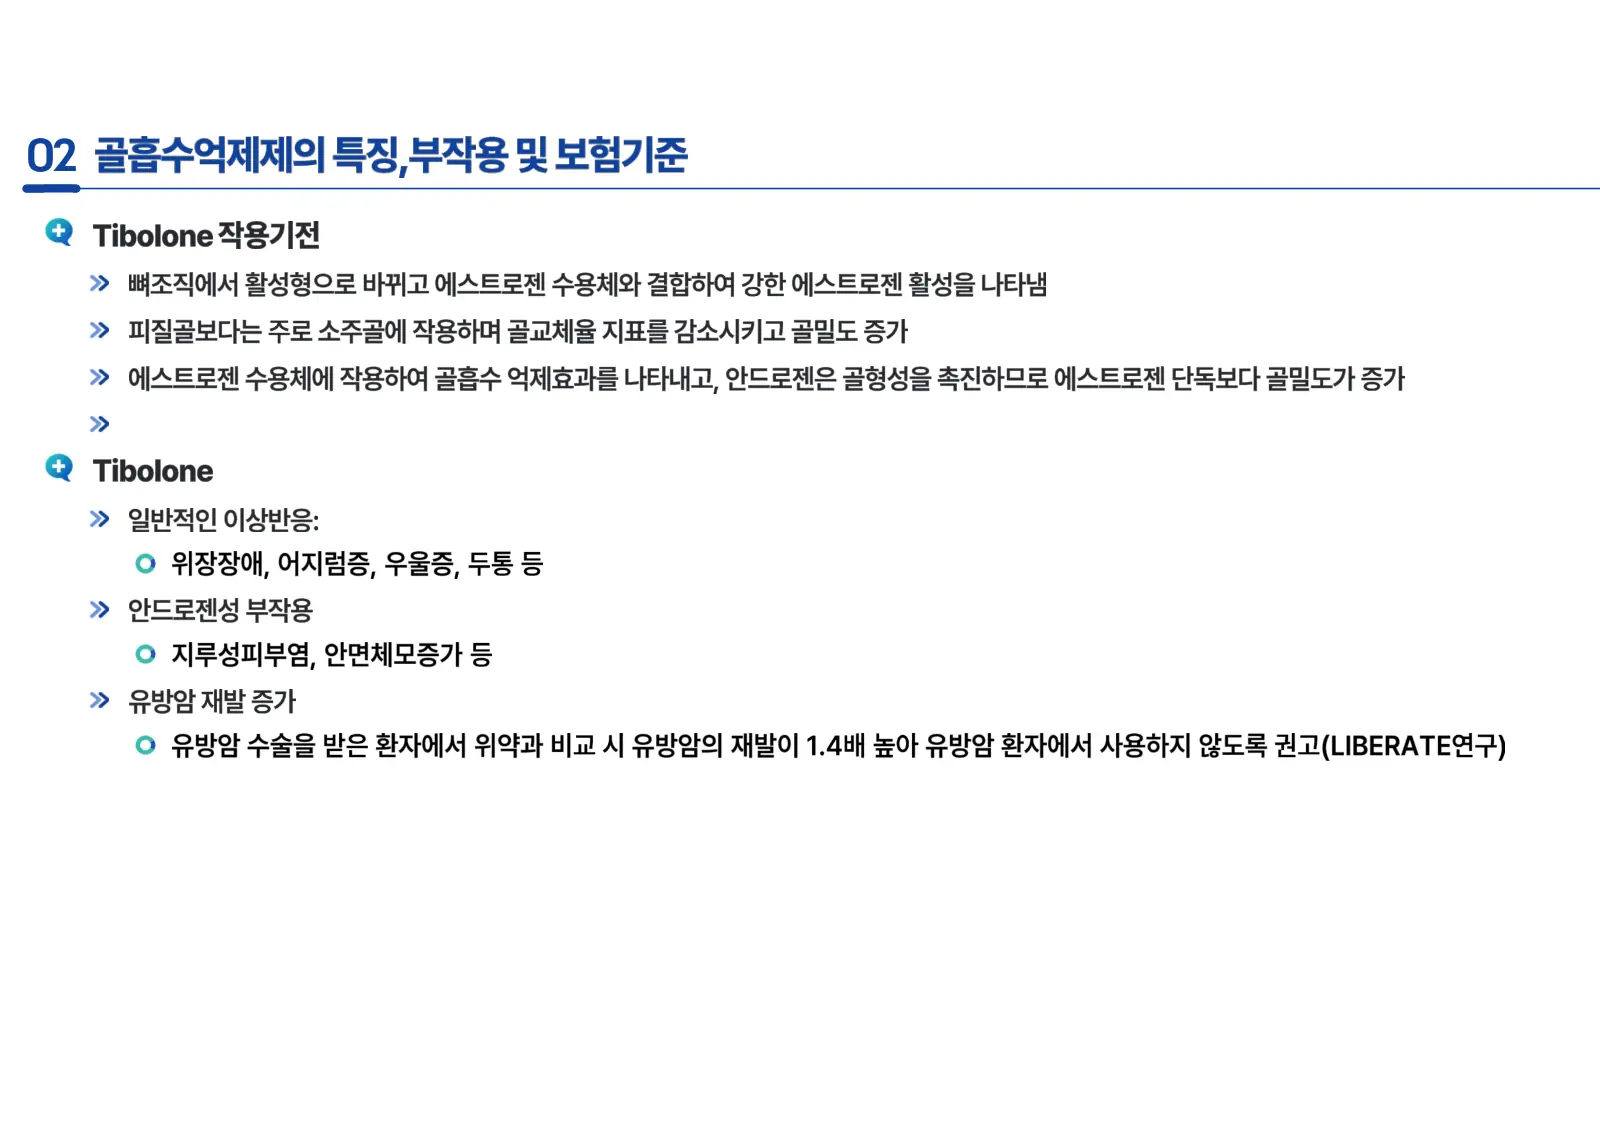 02 골흡수억제제의 특징,부작용 및 보험기준
Tibolone 작용기전
뼈조직에서 활성형으로 바뀌고 에스트로젠 수용체와 결합하여 강한 에스트로젠 활성을 나타냄
피질골보다는 주로 소주골에 작용하며 골교체율 지표를 감소시키고 골밀도 증가
에스트로젠 수용체에 작용하여 골흡수 억제효과를 나타내고, 안드로젠은 골형성을 촉진하므로 에스트로젠 단독보다 골밀도가 증가
Tibolone
일반적인 이상반응:
위장장애, 어지럼증, 우울증, 두통 등
안드로젠성 부작용
지루성피부염, 안면체모증가 등
유방암 재발 증가
유방암 수술을 받은 환자에서 위약과 비교 시 유방암의 재발이 1.4배 높아 유방암 환자에서 사용하지 않도록 권고(LIBERATE연구)